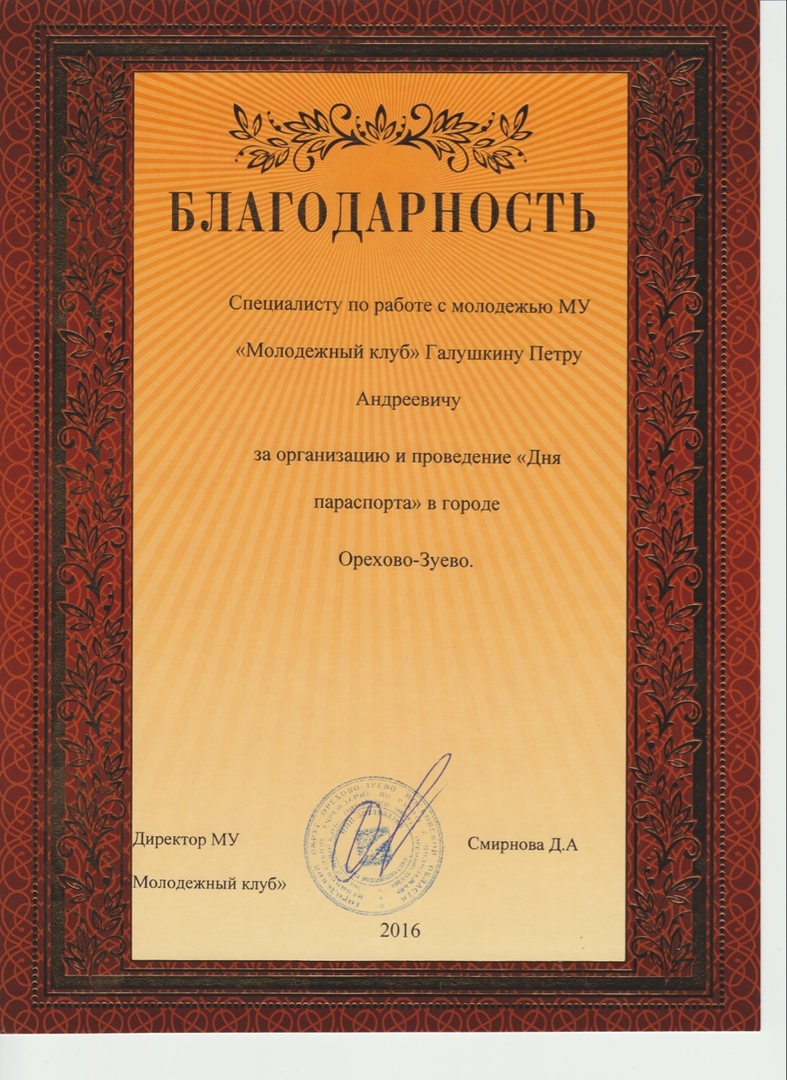 БЛАГОДАРНОСТЬ
Специалисту по работе с молодежью МУ
«Молодежный клуб» Галушкину Петру
Андреевичу
за организацию и проведение «Дня
параспорта» в городе
Орехово-Зуево.
Директор МУ
Смирнова Д.А
Молодежный клуб»
2016